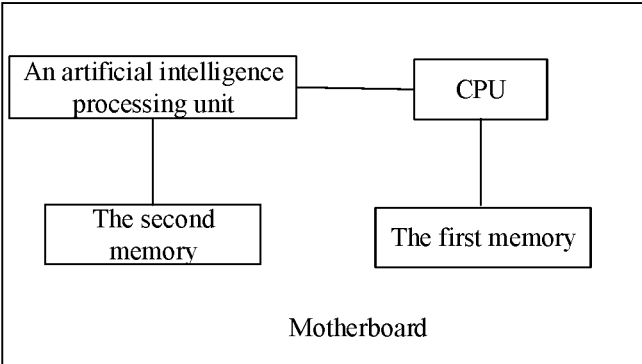 An artificial intelligence
processing unit
CPU
The second
memory
The first memory
Motherboard